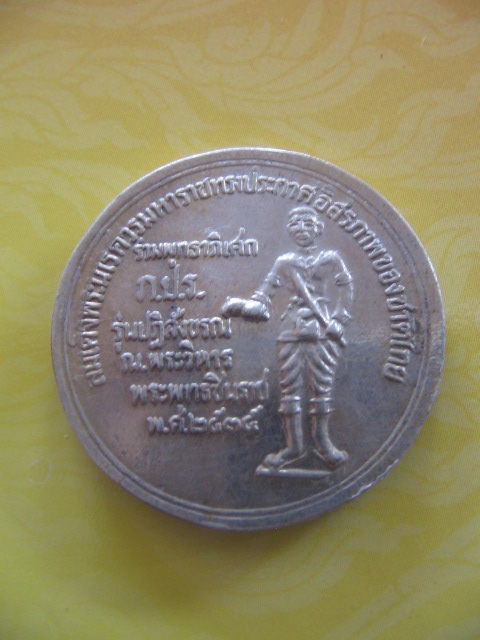 สมเด็จพระนเรศวรมหาราชทรงประกาศอิสรภาพของชาติไทย
ร่วมพุทธาภิเศก
ภ.ป.ร.
รุ่นปฏิสังขรณ์
ณ.พระวิหาร
พระพุทธชินราช
พ.ศ.๒๕๓๕